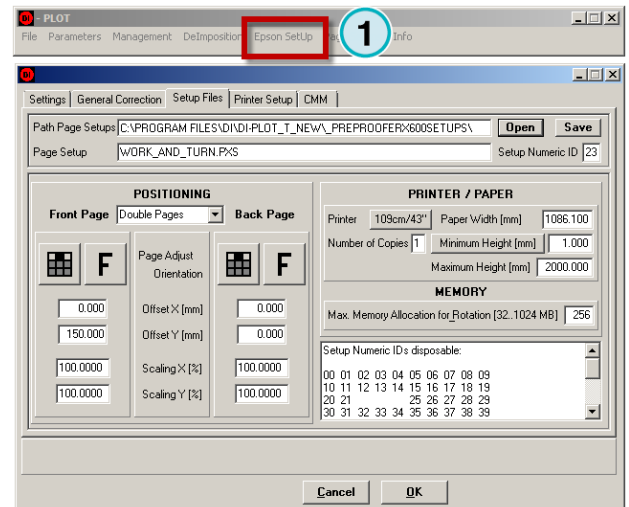 DI - PLOT
File Parameters Management DeImposition Epson SetUp Info
1
DI
Settings General Correction Setup Files Printer Setup CMM
Path Page Setups C:\PROGRAM FILES\DI\DI-PLOT_T_NEW\_PREPROOFERX600SETUPS\ Open Save
Page Setup WORK_AND_TURN.PXS Setup Numeric ID 23
POSITIONING
Front Page Double Pages Back Page
F Page Adjust F
Orientation
0.000 Offset X [mm] 0.000
150.000 Offset Y [mm] 0.000
100.0000 Scaling X [%] 100.0000
100.0000 Scaling Y [%] 100.0000
PRINTER / PAPER
Printer 109cm/43" Paper Width [mm] 1086.100
Number of Copies 1 Minimum Height [mm] 1.000
Maximum Height [mm] 2000.000
MEMORY
Max. Memory Allocation for Rotation [32..1024 MB] 256
Setup Numeric IDs disposable:
00 01 02 03 04 05 06 07 08 09
10 11 12 13 14 15 16 17 18 19
20 21 25 26 27 28 29
30 31 32 33 34 35 36 37 38 39
Cancel OK